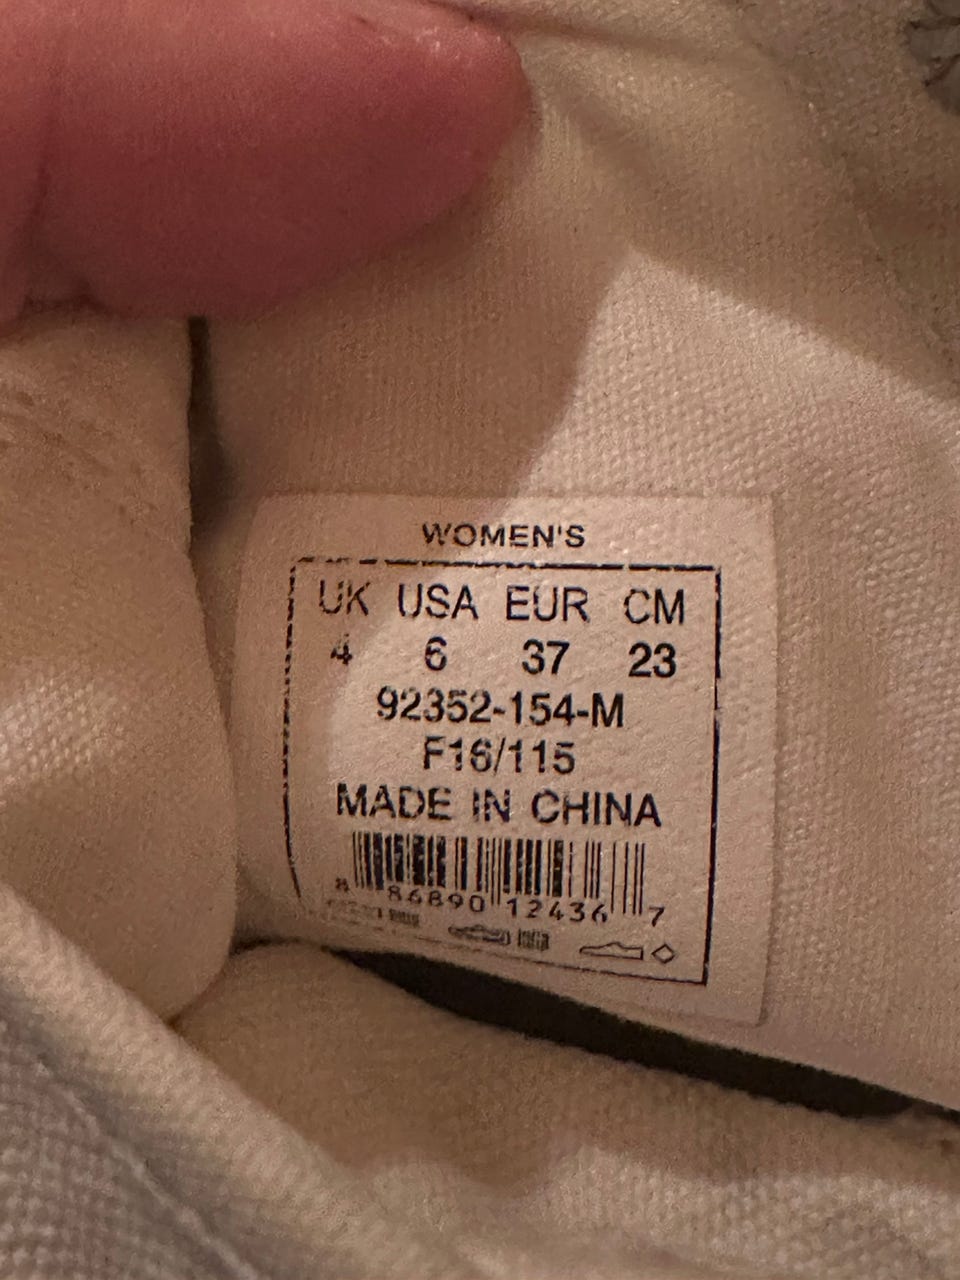 WOMEN'S
UK USA EUR CM
4 6 37 23
92352-154-M
F16/115
MADE IN CHINA
8 86890 12436 7